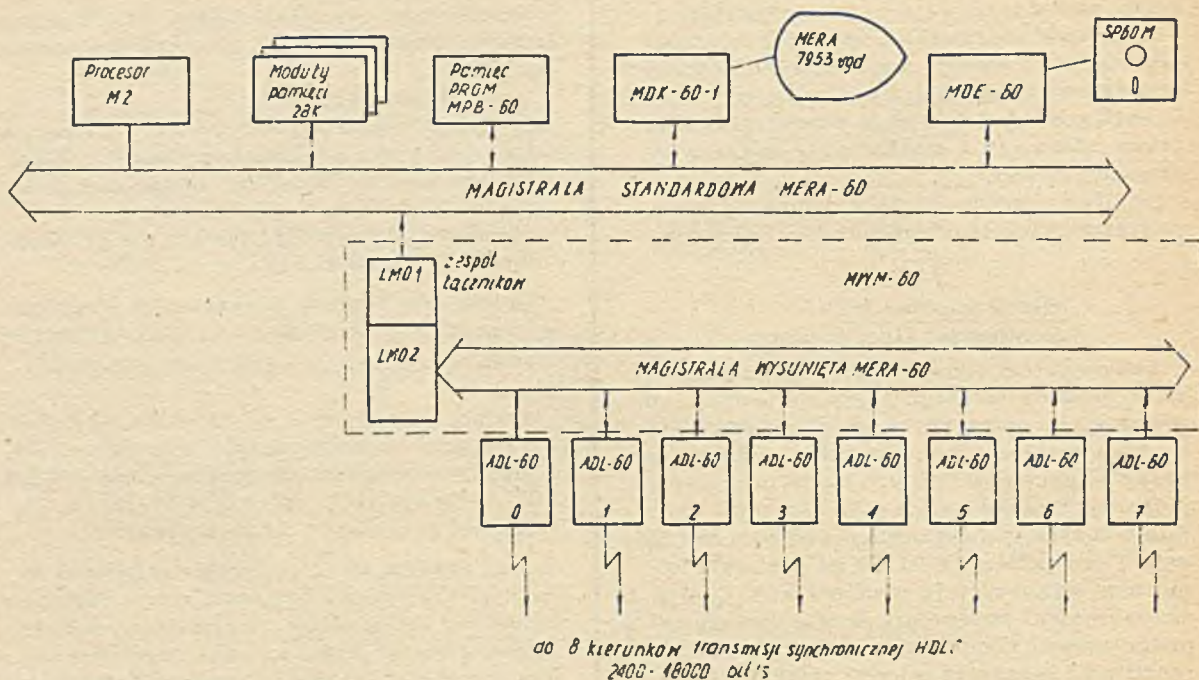 Procesor
M2
Moduły
pamięci
28K
Pamięć
PROM
MPB-60
MDK-60-1
MERA
7953 vgd
MDE-60
SP60M
0
MAGISTRALA STANDARDOWA MERA-60
LM01
zespół
łączników
MWM-60
LM02
MAGISTRALA WYSUNIĘTA MERA-60
ADL-60
0
ADL-60
1
ADL-60
2
ADL-60
3
ADL-60
4
ADL-60
5
ADL-60
6
ADL-60
7
do 8 kierunków transmisji synchronicznej HDLC
2400-48000 bit/s